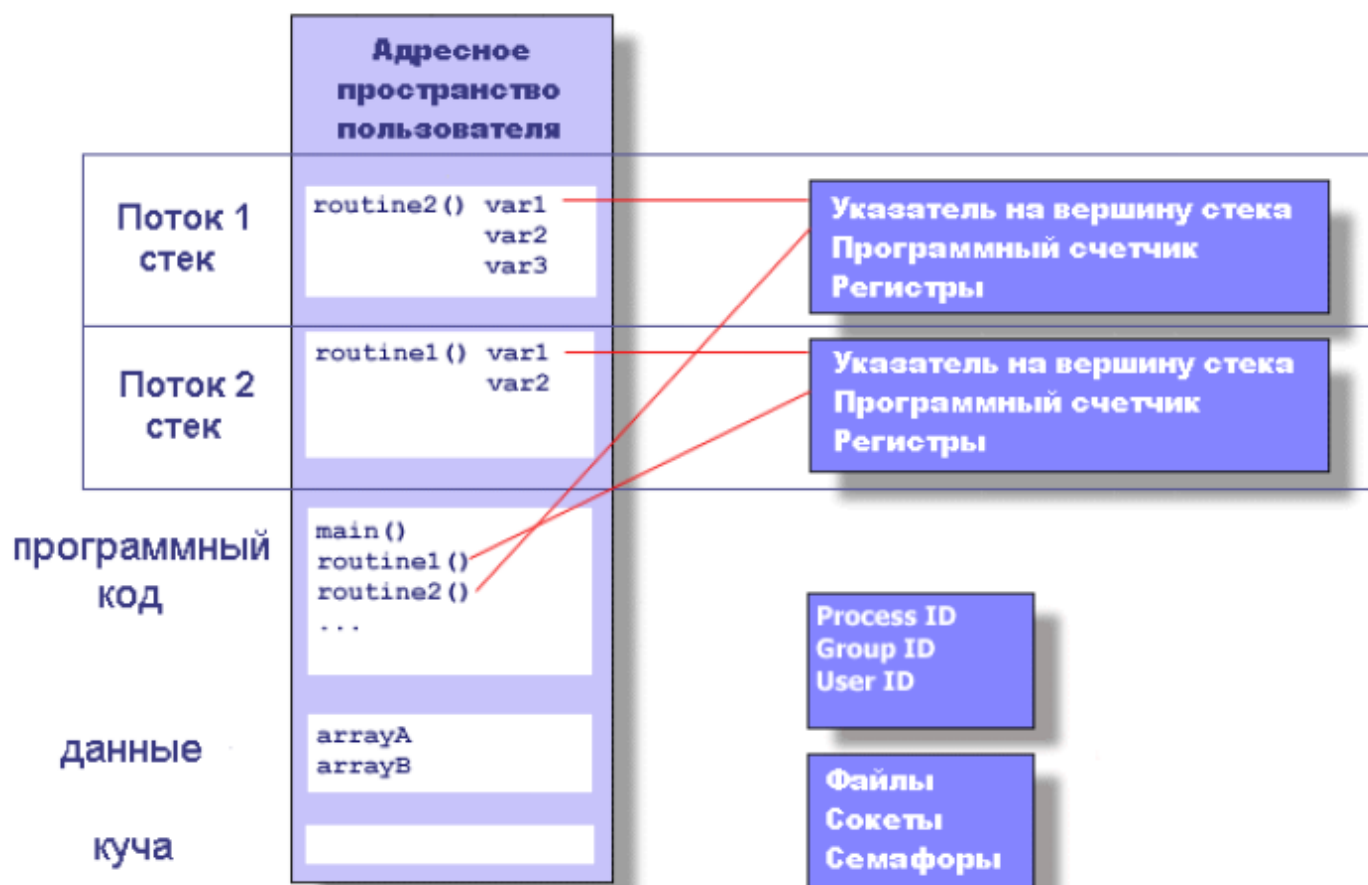 Адресное
пространство
пользователя
Поток 1
стек
routine2() var1
var2
var3
Указатель на вершину стека
Программный счетчик
Регистры
Поток 2
стек
routine1() var1
var2
Указатель на вершину стека
Программный счетчик
Регистры
программный
код
main()
routine1()
routine2()
...
Process ID
Group ID
User ID
данные
arrayA
arrayB
Файлы
Сокеты
Семафоры
куча